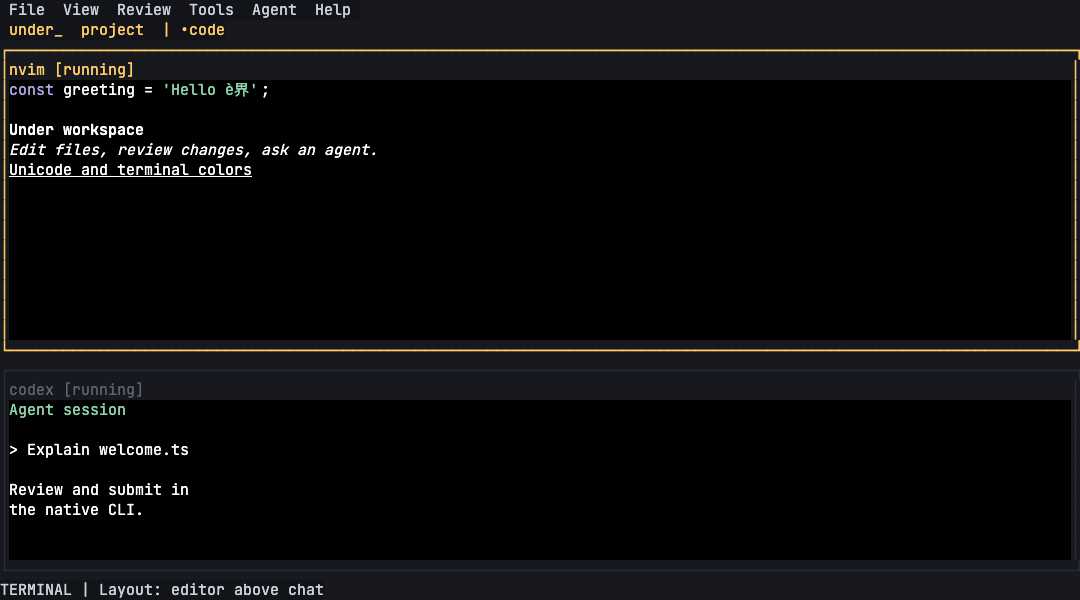 File  View  Review  Tools  Agent  Help
under_  project  | •code
nvim [running]
const greeting = 'Hello è界';
Under workspace
Edit files, review changes, ask an agent.
Unicode and terminal colors
codex [running]
Agent session
> Explain welcome.ts
Review and submit in
the native CLI.
TERMINAL | Layout: editor above chat